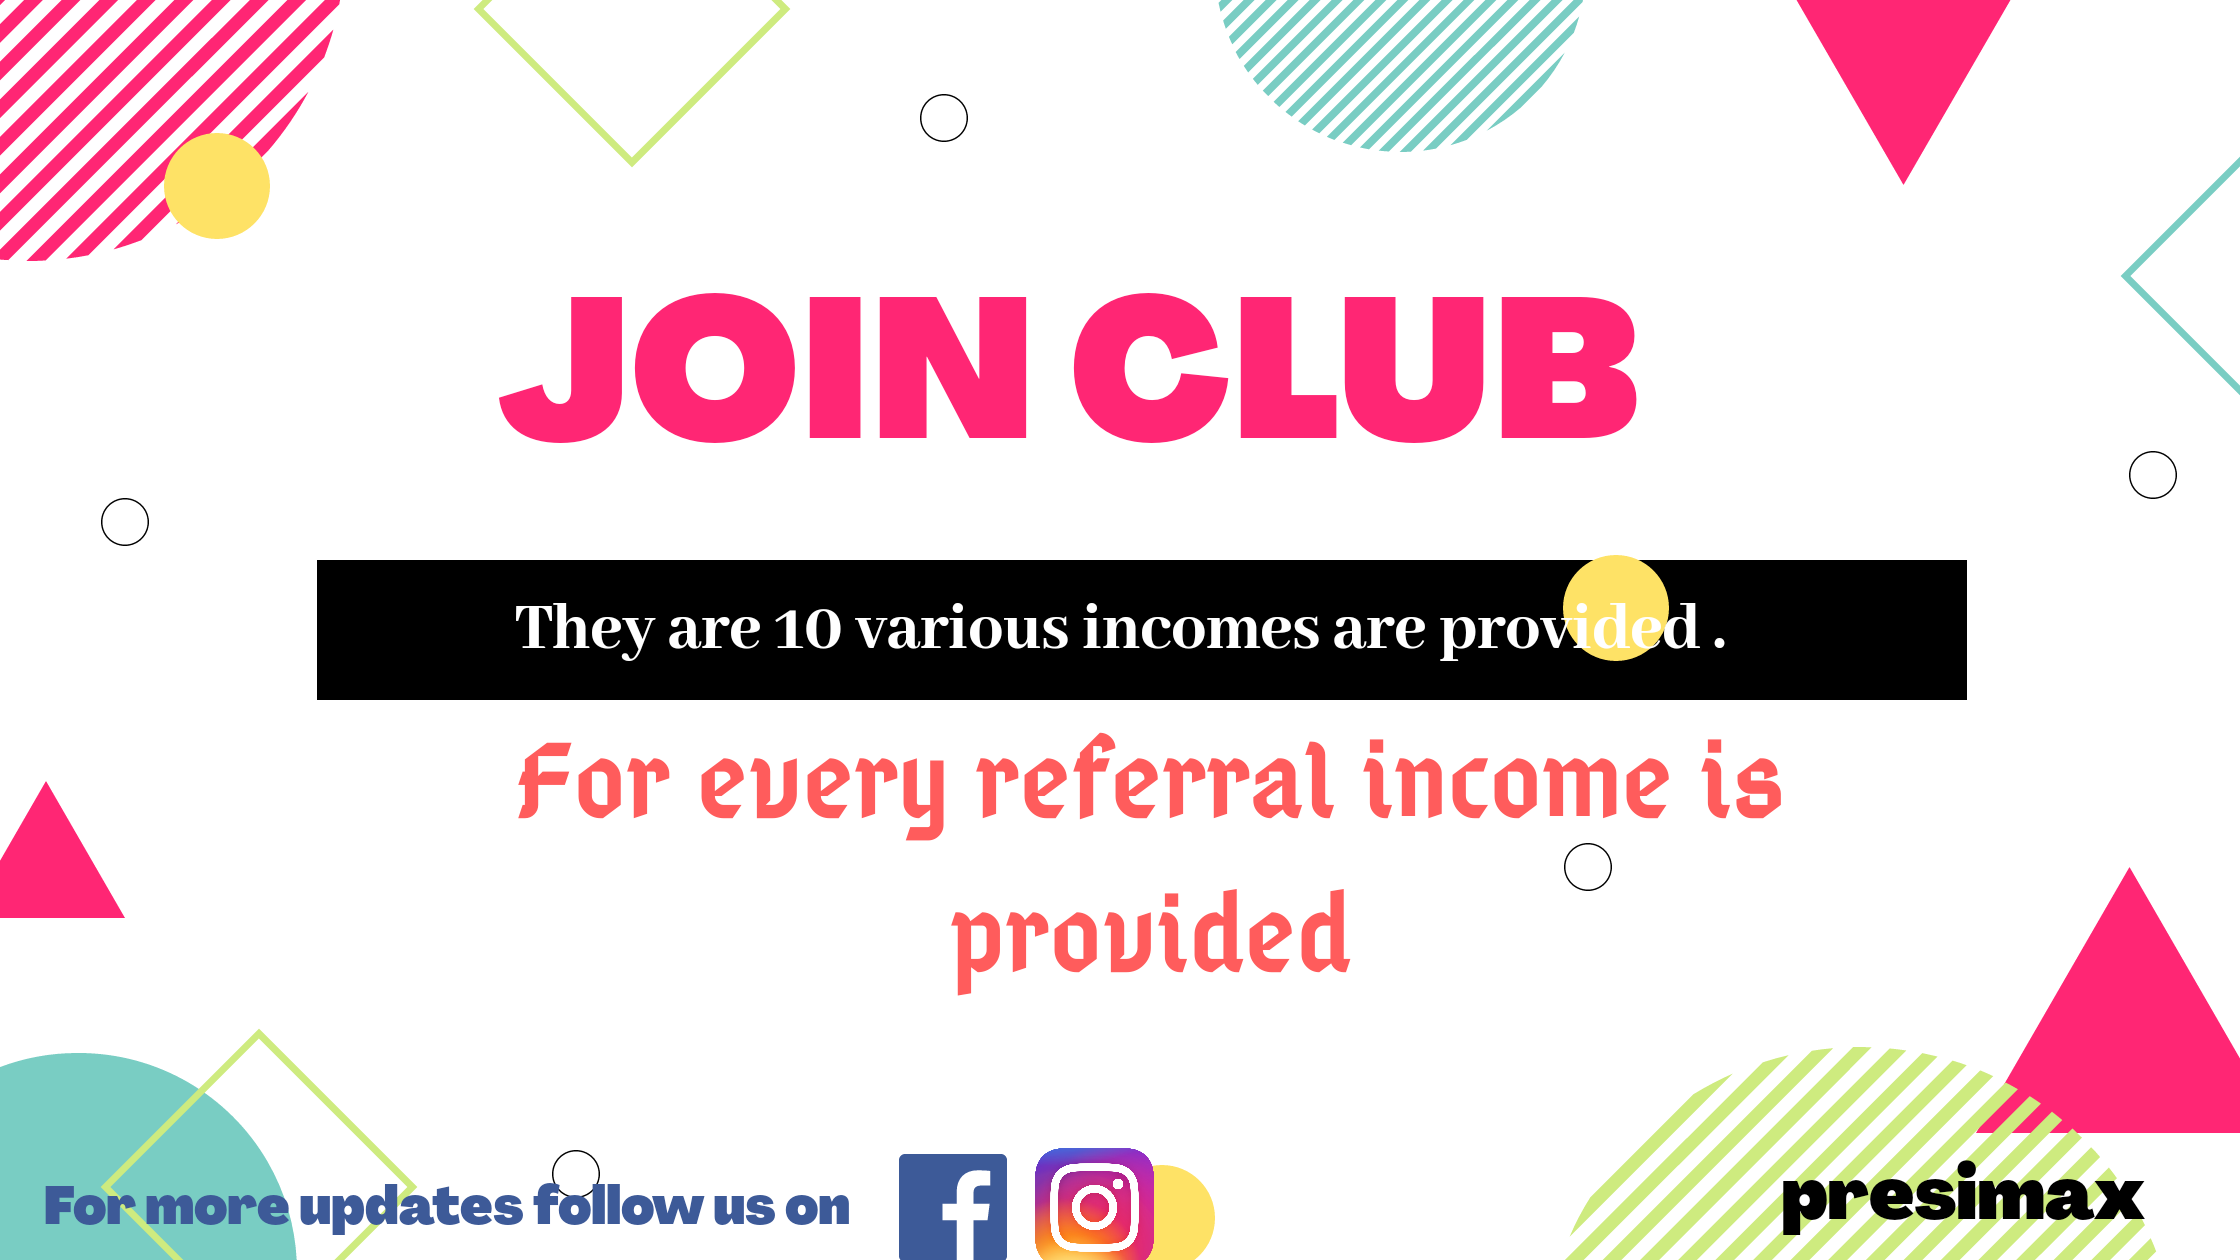 JOIN CLUB
They are 10 various incomes are provided .
For every referral income is
provided
For more updates follow us on
presimax